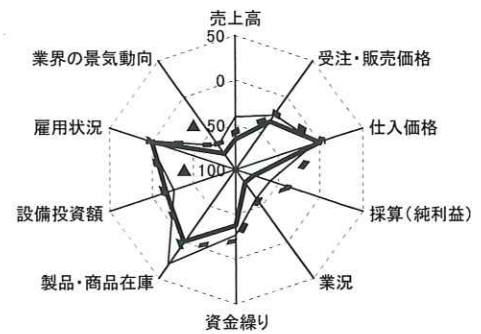 売上高
50
業界の景気動向
受注・販売価格
0
雇用状況
▲ 50
仕入価格
▲ 100
設備投資額
採算(純利益)
製品・商品在庫
業況
資金繰り